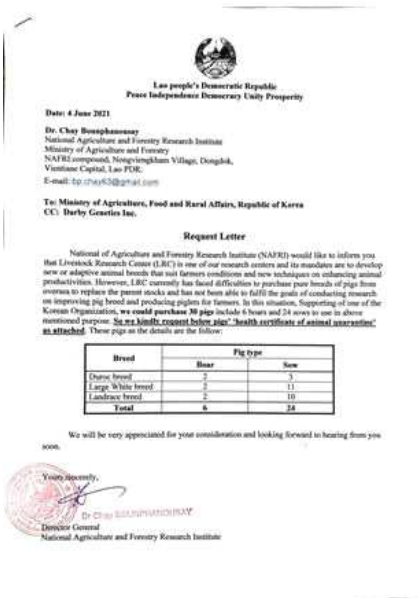 Lao people's Democratic Republic
Peace Independence Democracy Unity Prosperity
Date: 4 June 2021
Dr. Chay Bounphanousay
National Agriculture and Forestry Research Institute
Ministry of Agriculture and Forestry
NAFRI compound, Nongviengkham Village, Dongdok,
Vientiane Capital, Lao PDR.
E-mail: bp.chay63@gmail.com
To: Ministry of Agriculture, Food and Rural Affairs, Republic of Korea
CC: Darby Genetics Inc.
Request Letter
National of Agriculture and Forestry Research Institute (NAFRI) would like to inform you
that Livestock Research Center (LRC) is one of our research centers and its mandates are to develop
new or adaptive animal breeds that suit farmers conditions and new techniques on enhancing animal
productivities. However, LRC currently has faced difficulties to purchase pure breeds of pigs from
oversea to replace the parent stocks and has not been able to fulfil the goals of conducting research
on improving pig breed and producing piglets for farming. In this situation, Supporting of one of the
Korean Organization, we could purchase 30 pigs include 6 boars and 24 sows to use in above
mentioned purpose. So we kindly request below pigs' 'health certificate of animal quarantine'
as attached. These pigs as the details are the follow:
Breed Pig type
Boar Sow
Duroc breed 2 3
Large White breed 2 11
Landrace breed 2 10
Total 6 24
We will be very appreciated for your consideration and looking forward to hearing from you
soon.
Yours sincerely,
Dr Chay BOUNPHANOUSAY
Director General
National Agriculture and Forestry Research Institute